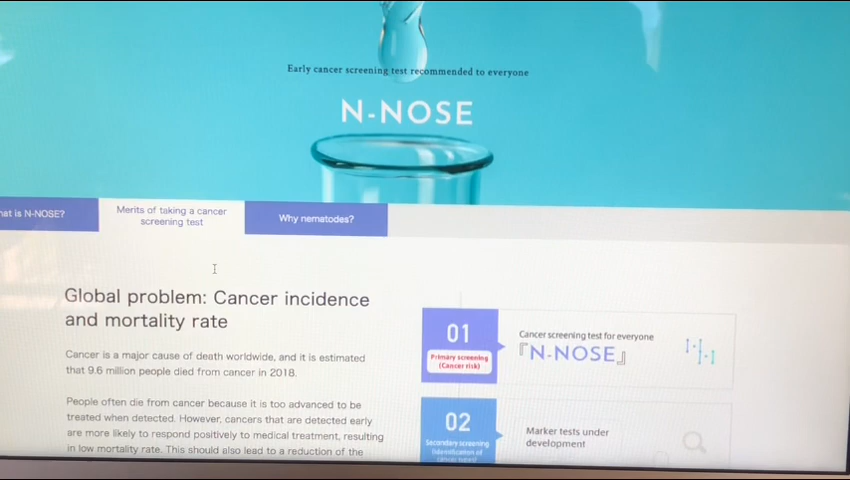 Early cancer screening test recommended to everyone
N-NOSE
hat is N-NOSE?
Merits of taking a cancer
screening test
Why nematodes?
Global problem: Cancer incidence
and mortality rate
Cancer is a major cause of death worldwide, and it is estimated
that 9.6 million people died from cancer in 2018.
People often die from cancer because it is too advanced to be
treated when detected. However, cancers that are detected early
are more likely to respond positively to medical treatment, resulting
in low mortality rate. This should also lead to a reduction of the
01
Primary screening
(Cancer risk)
Cancer screening test for everyone
『N-NOSE』
02
Secondary screening
Marker tests under
development